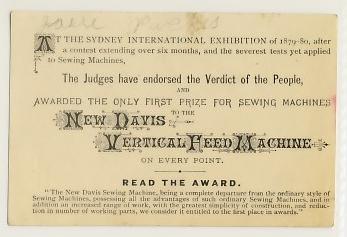 AT THE SYDNEY INTERNATIONAL EXHIBITION of 1879-80, after
a contest extending over six months, and the severest tests yet applied
to Sewing Machines,
The Judges have endorsed the Verdict of the People,
AND
AWARDED THE ONLY FIRST PRIZE FOR SEWING MACHINES
TO THE
NEW DAVIS
VERTICAL FEED MACHINE
ON EVERY POINT.
READ THE AWARD.
"The New Davis Sewing Machine, being a complete departure from the ordinary style of
Sewing Machines, possessing all the advantages of such ordinary Sewing Machines, and in
addition an increased range of work, with the greatest simplicity of construction, and reduc-
tion in number of working parts, we consider it entitled to the first place in awards."